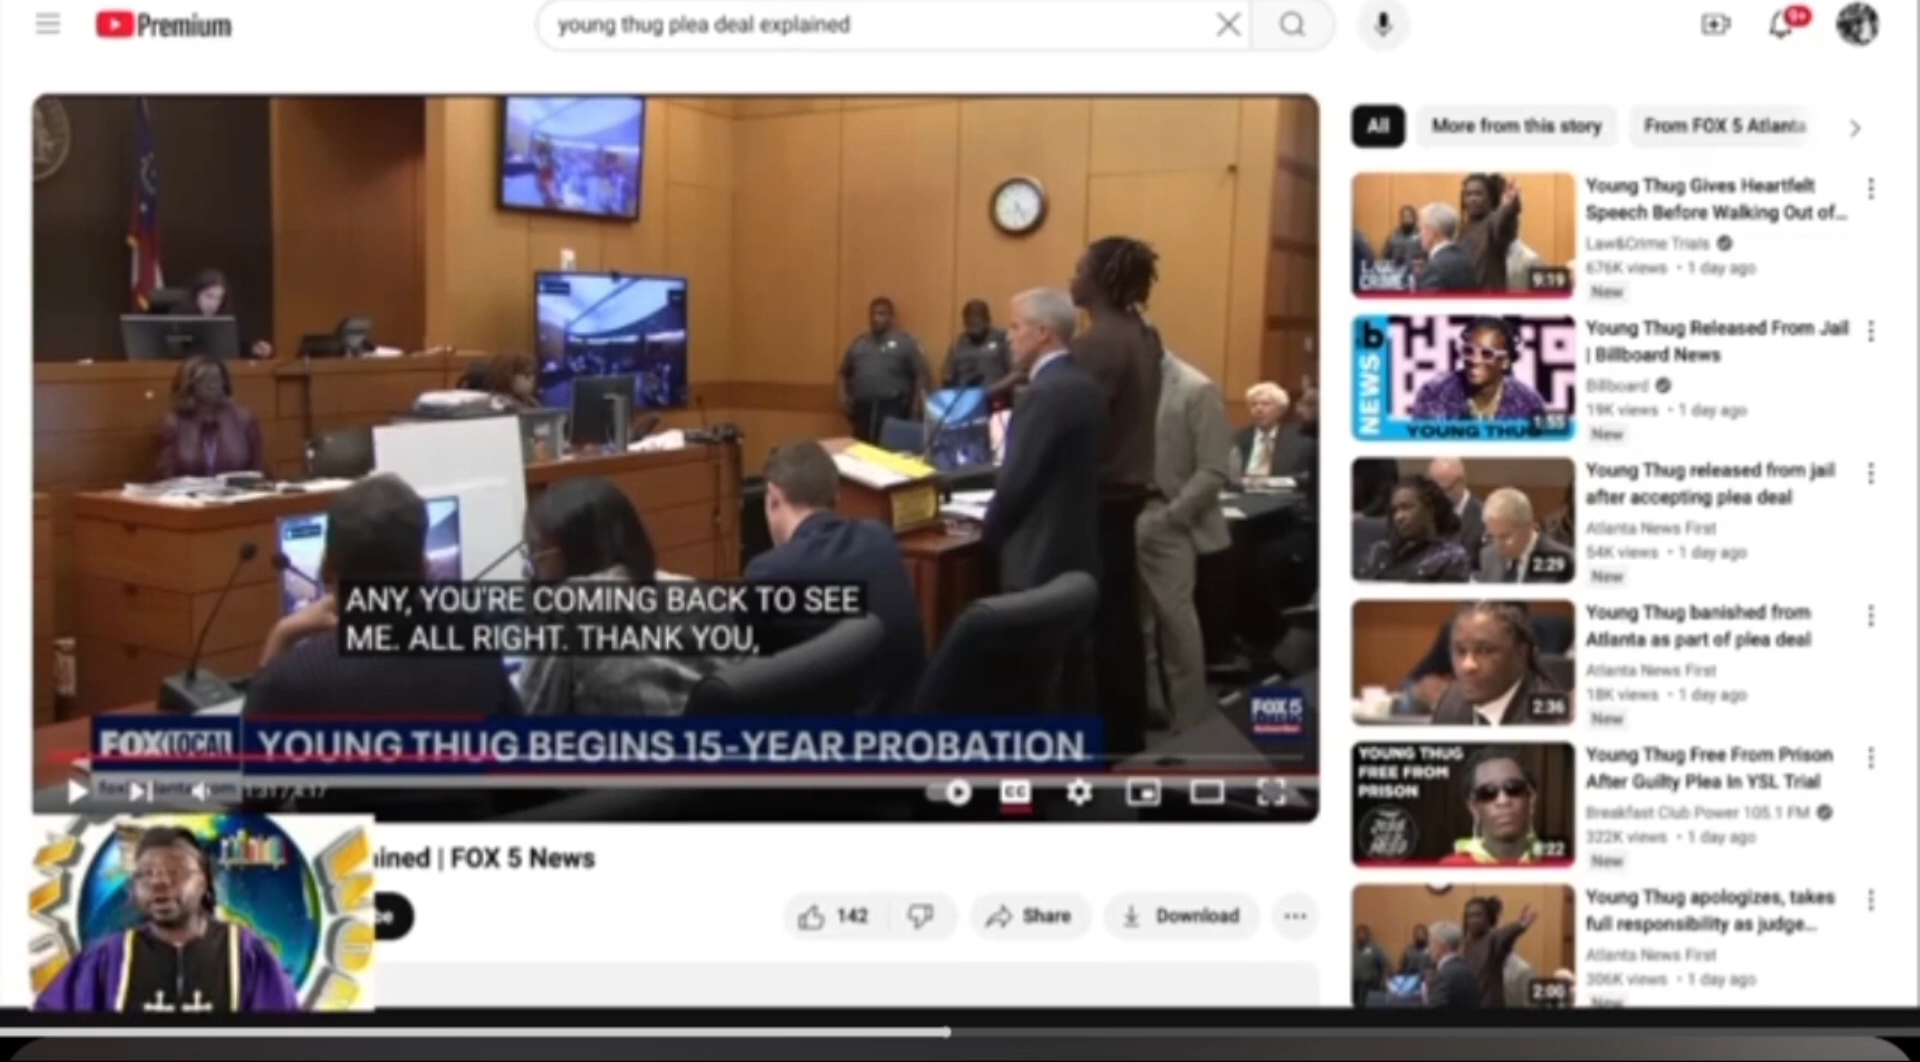 Premium
young thug plea deal explained
9+
ANY, YOU'RE COMING BACK TO SEE
ME. ALL RIGHT. THANK YOU,
FOX LOCAL
YOUNG THUG BEGINS 15-YEAR PROBATION
FOX 5
CC
ined | FOX 5 News
be
142
Share
Download
All
More from this story
From FOX 5 Atlanta
Young Thug Gives Heartfelt
Speech Before Walking Out of...
Law&Crime Trials
676K views • 1 day ago
New
CRIME
9:19
Young Thug Released From Jail
| Billboard News
Billboard
19K views • 1 day ago
New
b NEWS
YOUNG THUG
Young Thug released from jail
after accepting plea deal
Atlanta News First
54K views • 1 day ago
New
2:29
Young Thug banished from
Atlanta as part of plea deal
Atlanta News First
18K views • 1 day ago
New
2:36
YOUNG THUG
FREE FROM
PRISON
Young Thug Free From Prison
After Guilty Plea In YSL Trial
Breakfast Club Power 105.1 FM
322K views • 1 day ago
New
Young Thug apologizes, takes
full responsibility as judge...
Atlanta News First
306K views • 1 day ago
New
2:00